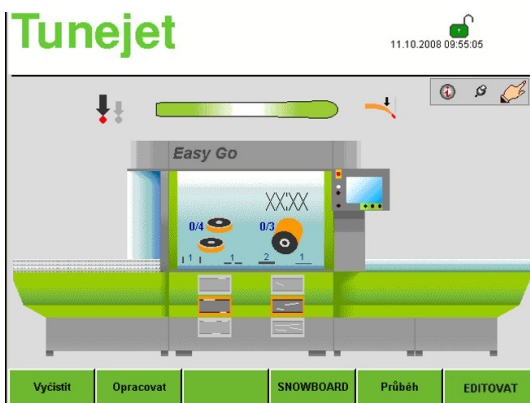 Tunejet
11.10.2008 09:55:05
Easy Go
XX'XX
0/4
0/3
1 1 2 1
Vyčistit
Opracovat
SNOWBOARD
Průběh
EDITOVAT